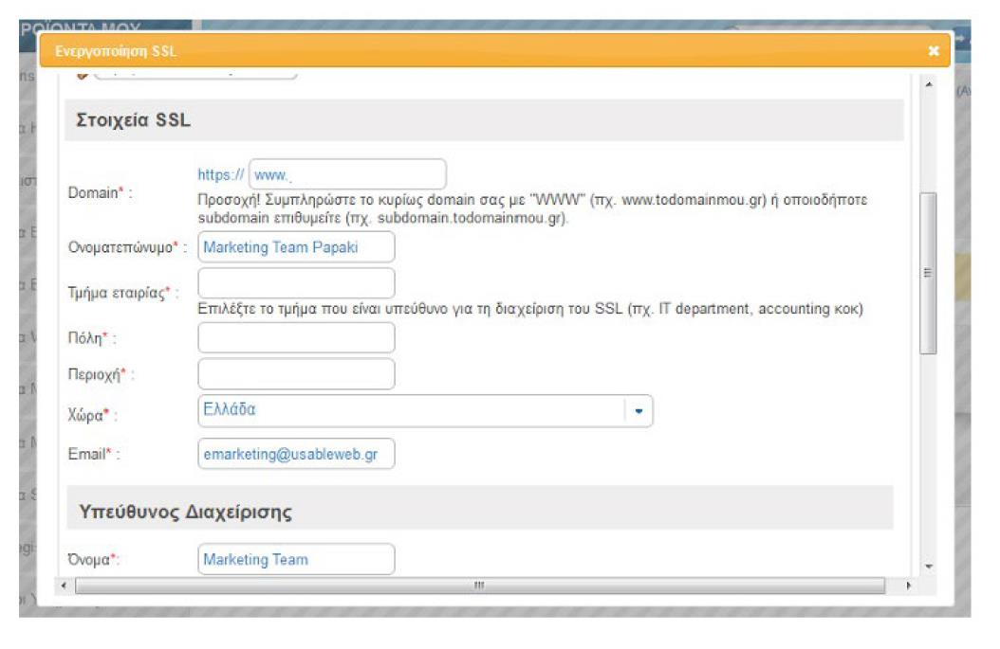 ΡΟΪΟΝΤΑ ΜΟΥ
Ενεργοποίηση SSL
Στοιχεία SSL
https:// www.
Domain* :
Προσοχή! Συμπληρώστε το κυρίως domain σας με "WWW" (πχ. www.todomainmou.gr) ή οποιοδήποτε
subdomain επιθυμείτε (πχ. subdomain.todomainmou.gr).
Ονοματεπώνυμο* : Marketing Team Papaki
Τμήμα εταιρίας* :
Επιλέξτε το τμήμα που είναι υπεύθυνο για τη διαχείριση του SSL (πχ. IT department, accounting κοκ)
Πόλη* :
Περιοχή* :
Χώρα* : Ελλάδα
Email* : emarketing@usableweb.gr
Υπεύθυνος Διαχείρισης
Όνομα*: Marketing Team